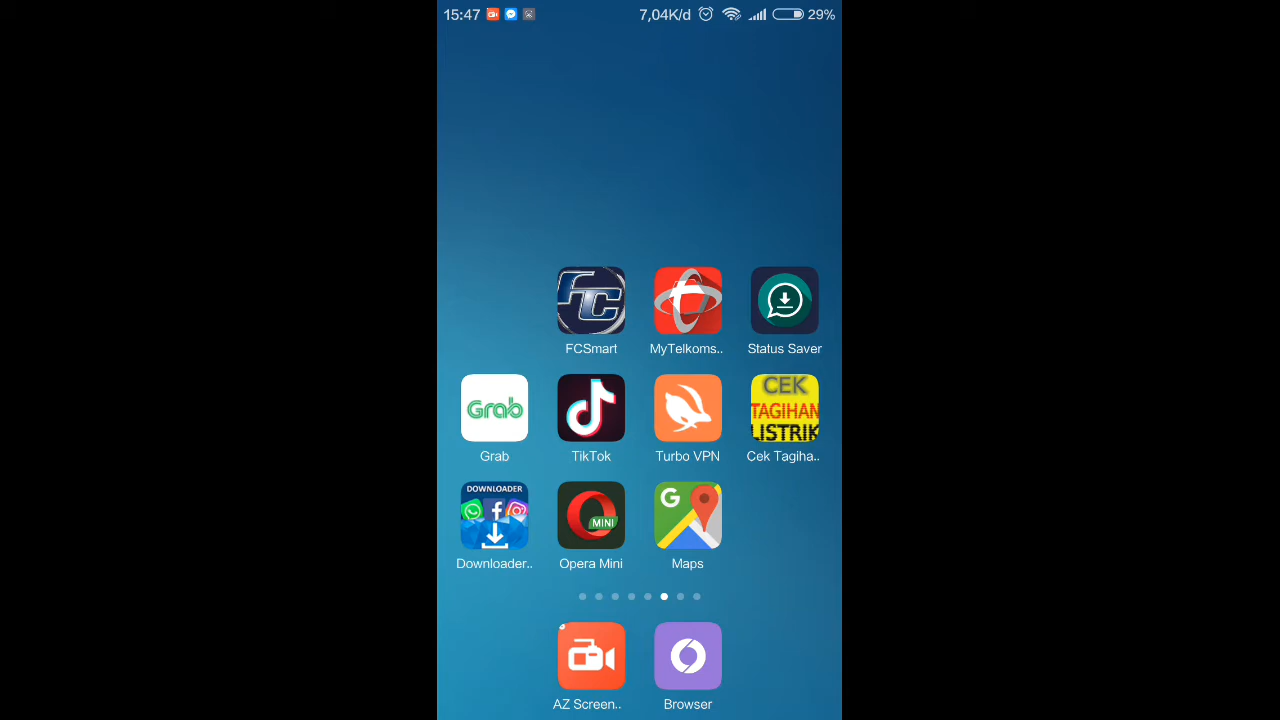 15:47 7,04K/d 29%
FC
FCSmart MyTelkoms.. Status Saver
Grab
CEK
TAGIHAN
LISTRIK
Grab TikTok Turbo VPN Cek Tagiha..
DOWNLOADER
MINI
G
Downloader.. Opera Mini Maps
AZ Screen.. Browser